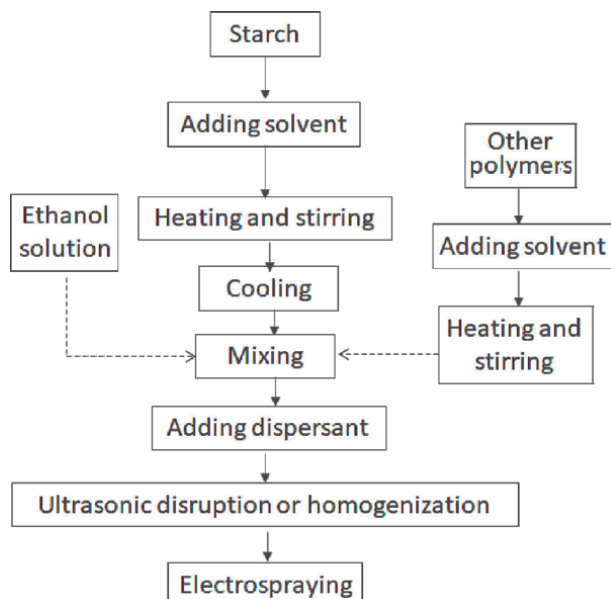 Starch
Adding solvent
Other
polymers
Ethanol
solution
Heating and stirring
Adding solvent
Cooling
Heating and
stirring
Mixing
Adding dispersant
Ultrasonic disruption or homogenization
Electrospraying